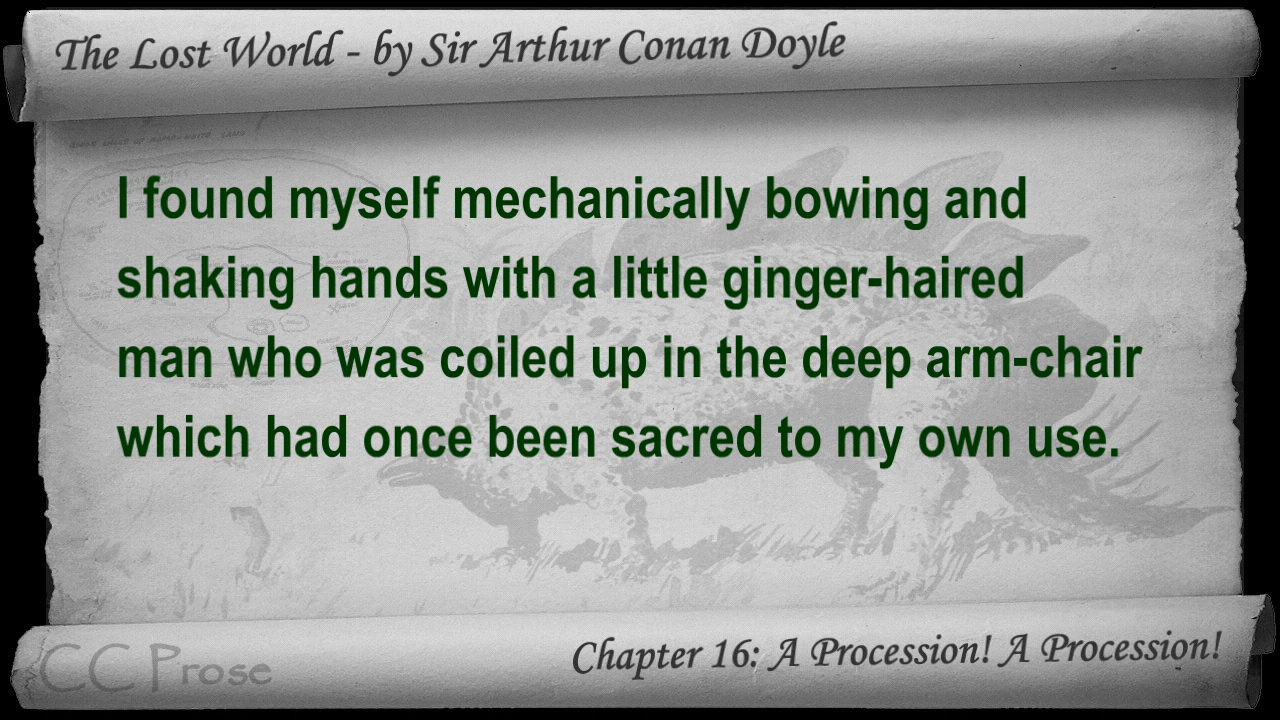 The Lost World - by Sir Arthur Conan Doyle
I found myself mechanically bowing and
shaking hands with a little ginger-haired
man who was coiled up in the deep arm-chair
which had once been sacred to my own use.
Chapter 16: A Procession! A Procession!
CC Prose